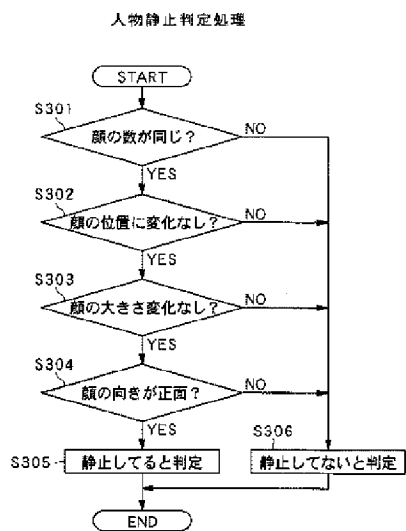 人物静止判定処理
START
S301
顔の数が同じ?
NO
YES
S302
顔の位置に変化なし?
NO
YES
S303
顔の大きさ変化なし?
NO
YES
S304
顔の向きが正面?
NO
YES
S305
静止してると判定
S306
静止してないと判定
END